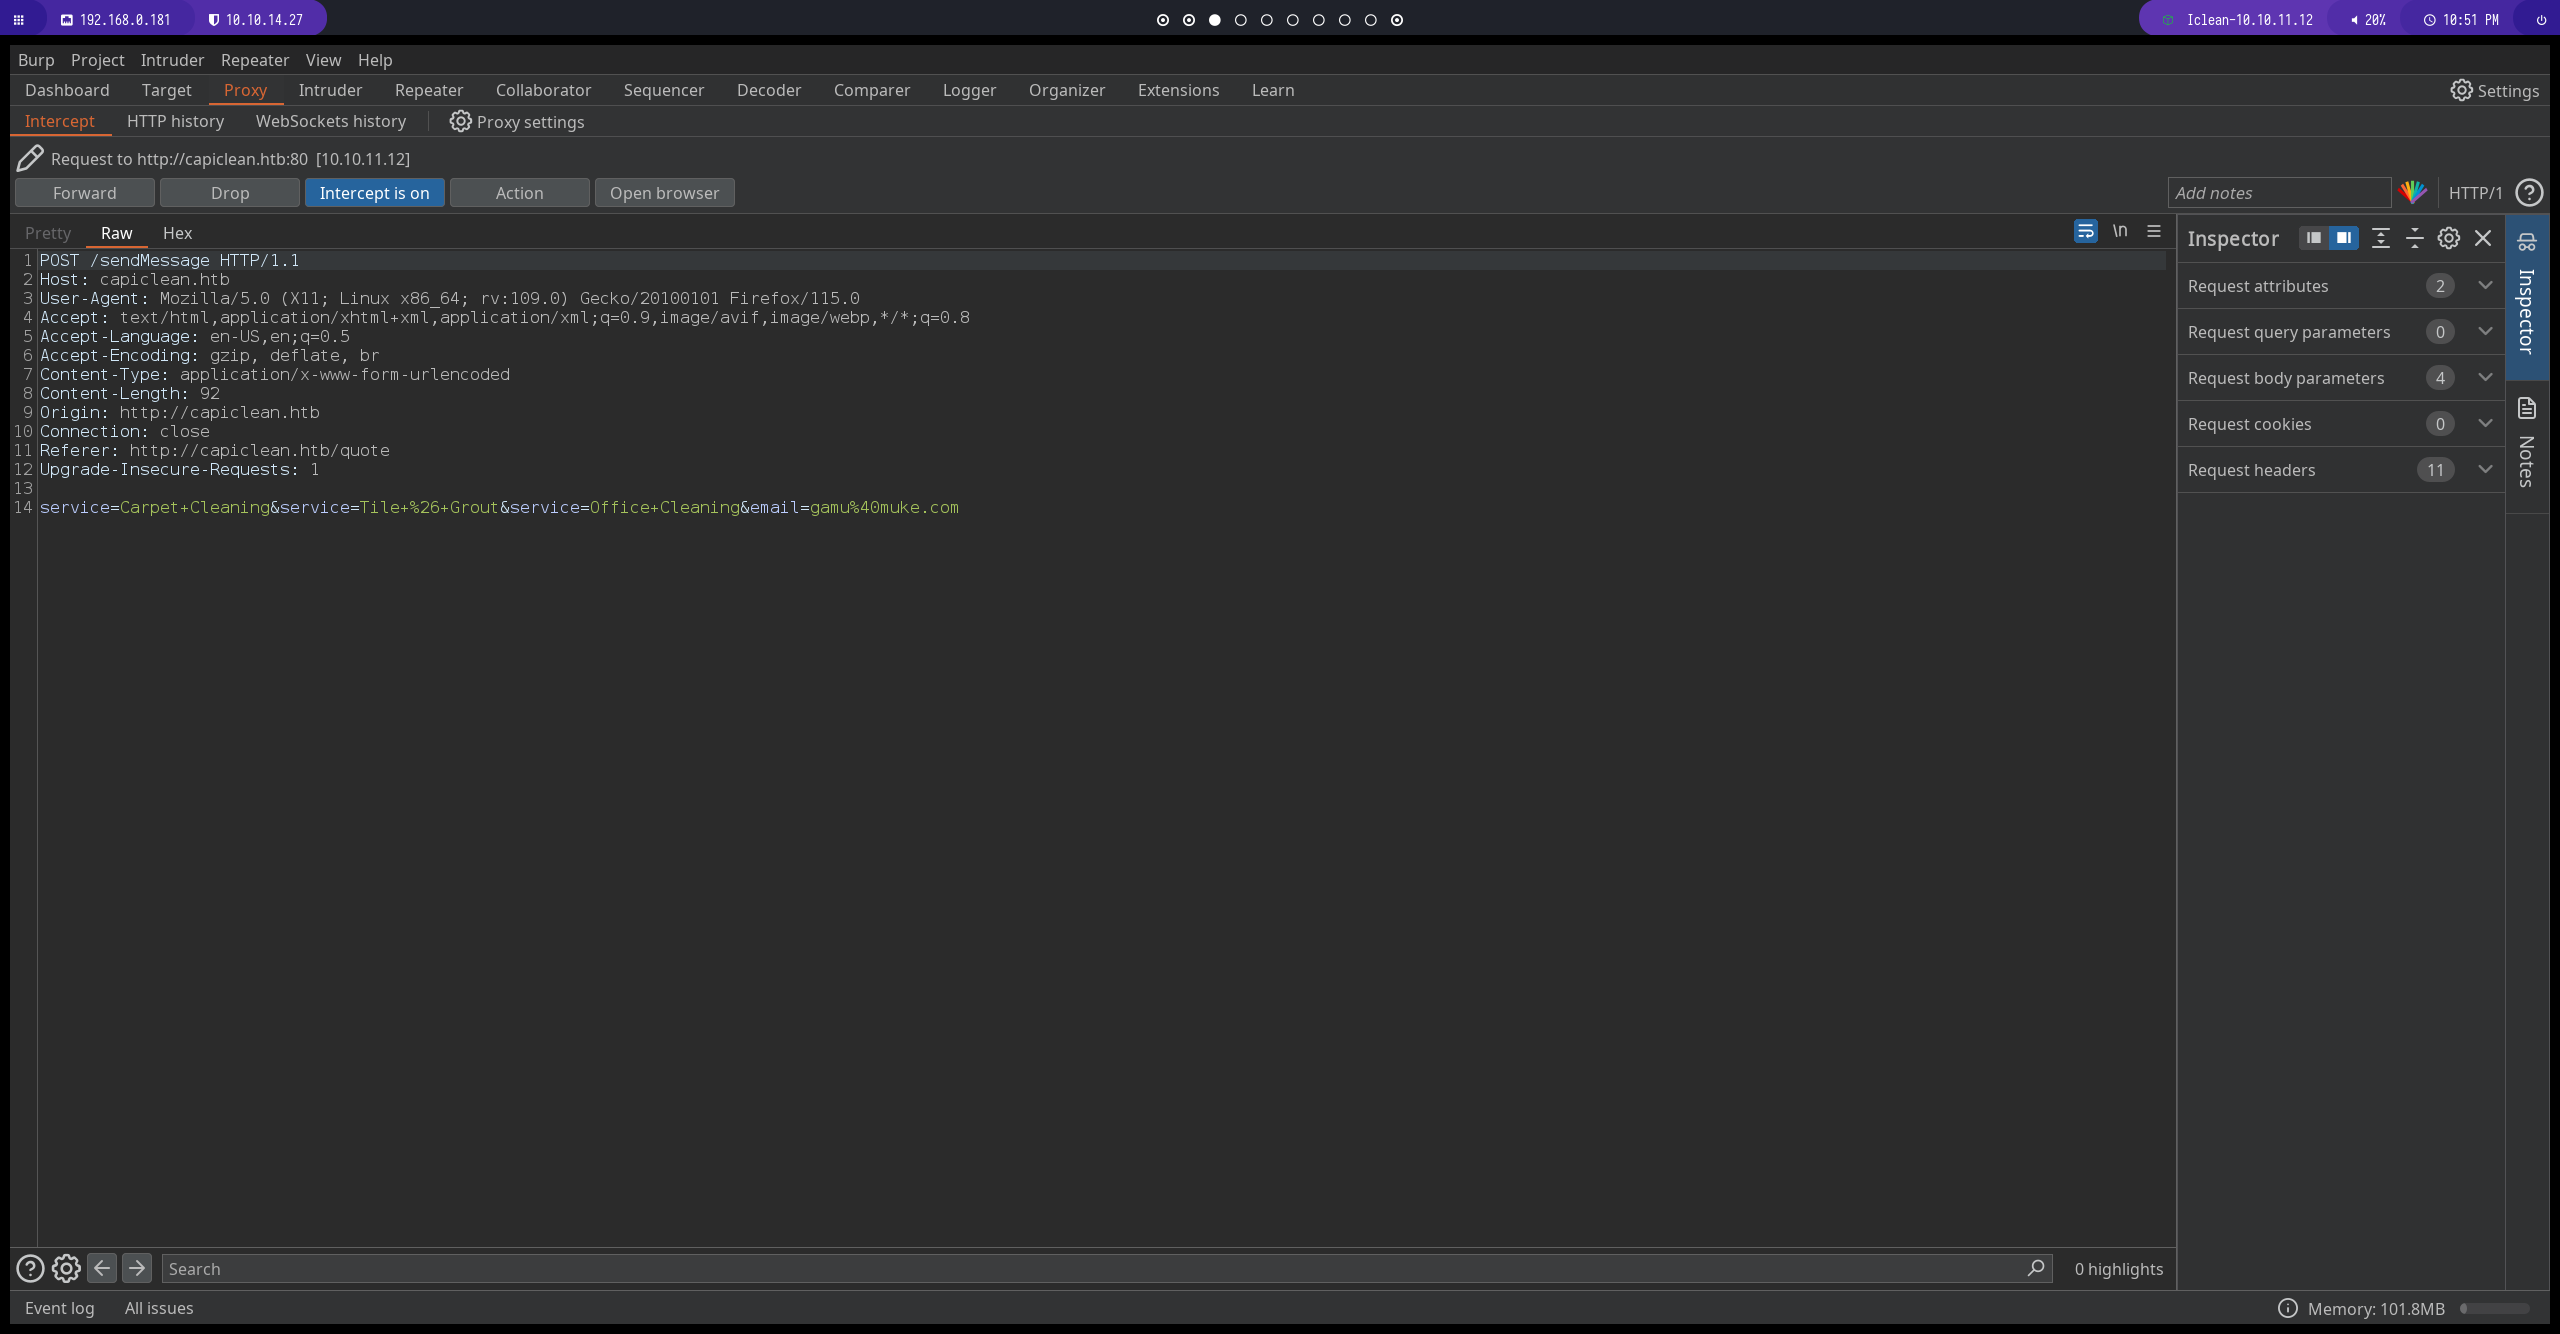 192.168.0.181 10.10.14.27 Iclean-10.10.11.12 20% 10:51 PM
Burp Project Intruder Repeater View Help
Dashboard Target Proxy Intruder Repeater Collaborator Sequencer Decoder Comparer Logger Organizer Extensions Learn Settings
Intercept HTTP history WebSockets history Proxy settings
Request to http://capiclean.htb:80 [10.10.11.12]
Forward Drop Intercept is on Action Open browser Add notes HTTP/1
Pretty Raw Hex \n
1 POST /sendMessage HTTP/1.1
2 Host: capiclean.htb
3 User-Agent: Mozilla/5.0 (X11; Linux x86_64; rv:109.0) Gecko/20100101 Firefox/115.0
4 Accept: text/html,application/xhtml+xml,application/xml;q=0.9,image/avif,image/webp,*/*;q=0.8
5 Accept-Language: en-US,en;q=0.5
6 Accept-Encoding: gzip, deflate, br
7 Content-Type: application/x-www-form-urlencoded
8 Content-Length: 92
9 Origin: http://capiclean.htb
10 Connection: close
11 Referer: http://capiclean.htb/quote
12 Upgrade-Insecure-Requests: 1
13
14 service=Carpet+Cleaning&service=Tile+%26+Grout&service=Office+Cleaning&email=gamu%40muke.com
Inspector
Request attributes 2
Request query parameters 0
Request body parameters 4
Request cookies 0
Request headers 11
Inspector
Notes
Search 0 highlights
Event log All issues Memory: 101.8MB